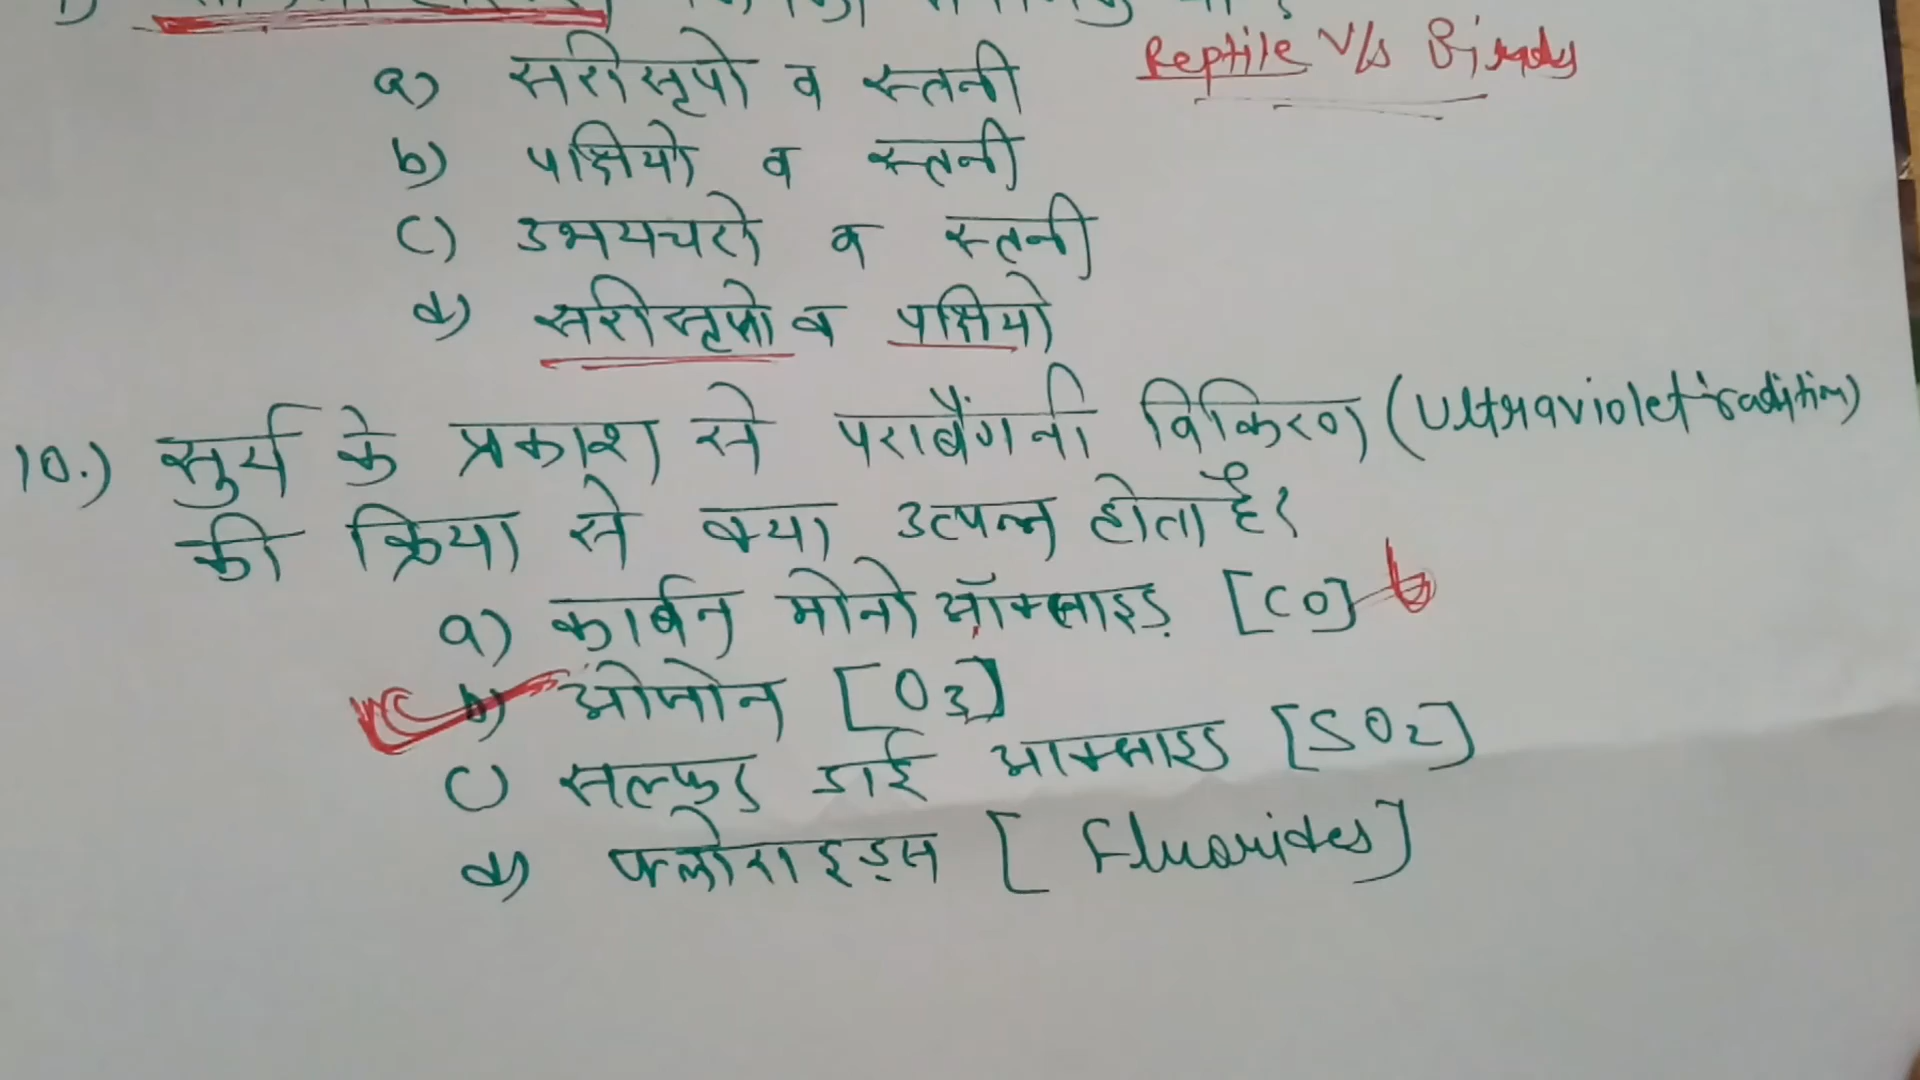 Reptile V/s Birds
a) सरीसृपो व स्तनी
b) पक्षियो व स्तनी
c) उभयचरो व स्तनी
d) सरीसृपो व पक्षियो
10.) सुर्य के प्रकाश से पराबैंगनी विकिरण (Ultraviolet radition)
की क्रिया से क्या उत्पन्न होता है?
a) कार्बन मोनो ऑक्साइड [CO]
b) ओजोन [O3]
c) सल्फर डाई आक्साइड [SO2]
d) फ्लोराइड्स [Fluorides]